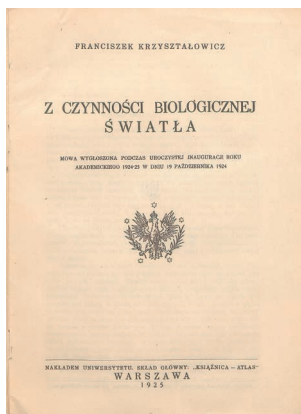 FRANCISZEK KRZYSZTAŁOWICZ
Z CZYNNOŚCI BIOLOGICZNEJ
ŚWIATŁA
MOWA WYGŁOSZONA PODCZAS UROCZYSTEJ INAUGURACJI ROKU
AKADEMICKIEGO 1924-25 W DNIU 19 PAŹDZIERNIKA 1924
NAKŁADEM UNIWERSYTETU. SKŁAD GŁÓWNY: „KSIĄŻNICA — ATLAS"
WARSZAWA
1925